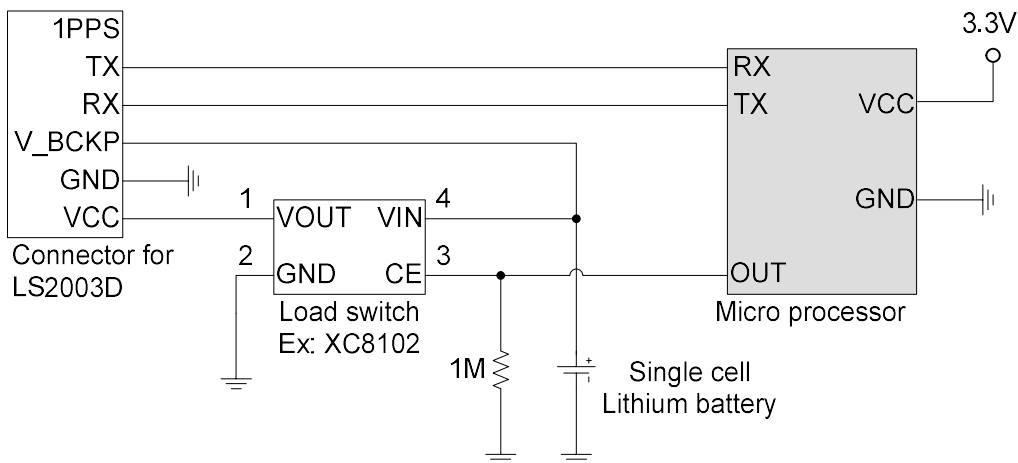 1PPS
3.3V
TX
RX
RX
TX
VCC
V_BCKP
GND
GND
VCC
1
VOUT
VIN
4
Connector for
LS2003D
2
GND
CE
3
OUT
Load switch
Ex: XC8102
Micro processor
1M
+
-
Single cell
Lithium battery